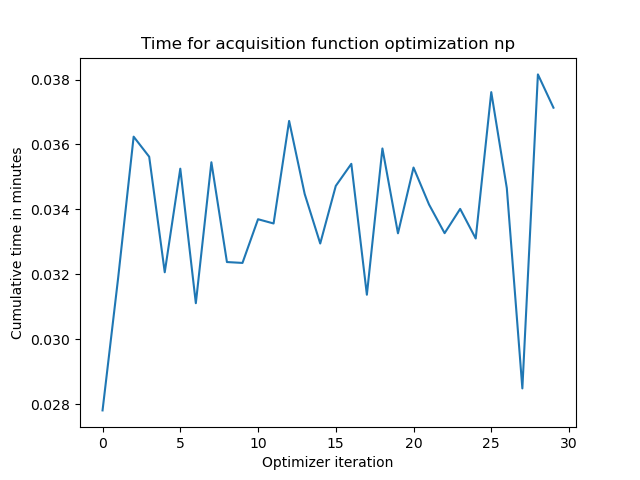 Time for acquisition function optimization np
0.038
0.036
0.034
0.032
0.030
0.028
Cumulative time in minutes
0 5 10 15 20 25 30
Optimizer iteration